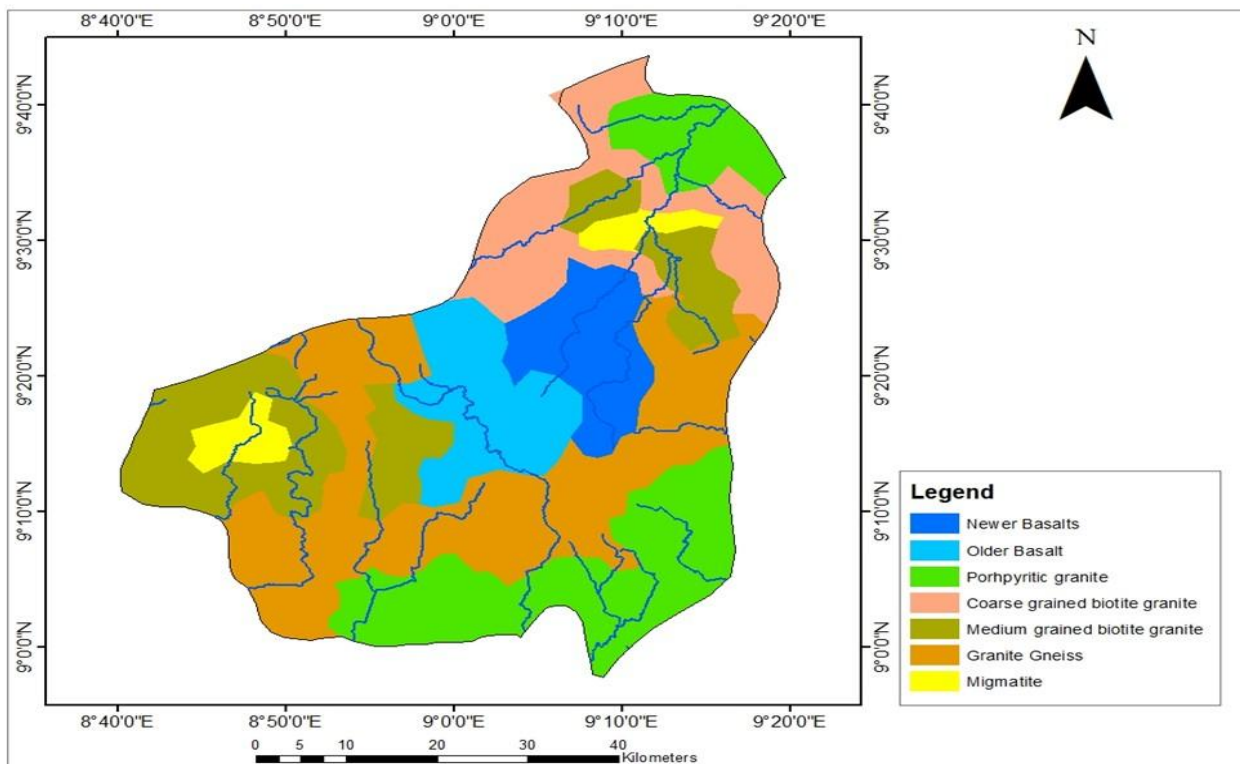 8°40'0"E 8°50'0"E 9°0'0"E 9°10'0"E 9°20'0"E
N
9°40'0"N 9°40'0"N
9°30'0"N 9°30'0"N
9°20'0"N 9°20'0"N
9°10'0"N 9°10'0"N
9°0'0"N 9°0'0"N
Legend
Newer Basalts
Older Basalt
Porhpyritic granite
Coarse grained biotite granite
Medium grained biotite granite
Granite Gneiss
Migmatite
8°40'0"E 8°50'0"E 9°0'0"E 9°10'0"E 9°20'0"E
0 5 10 20 30 40
Kilometers